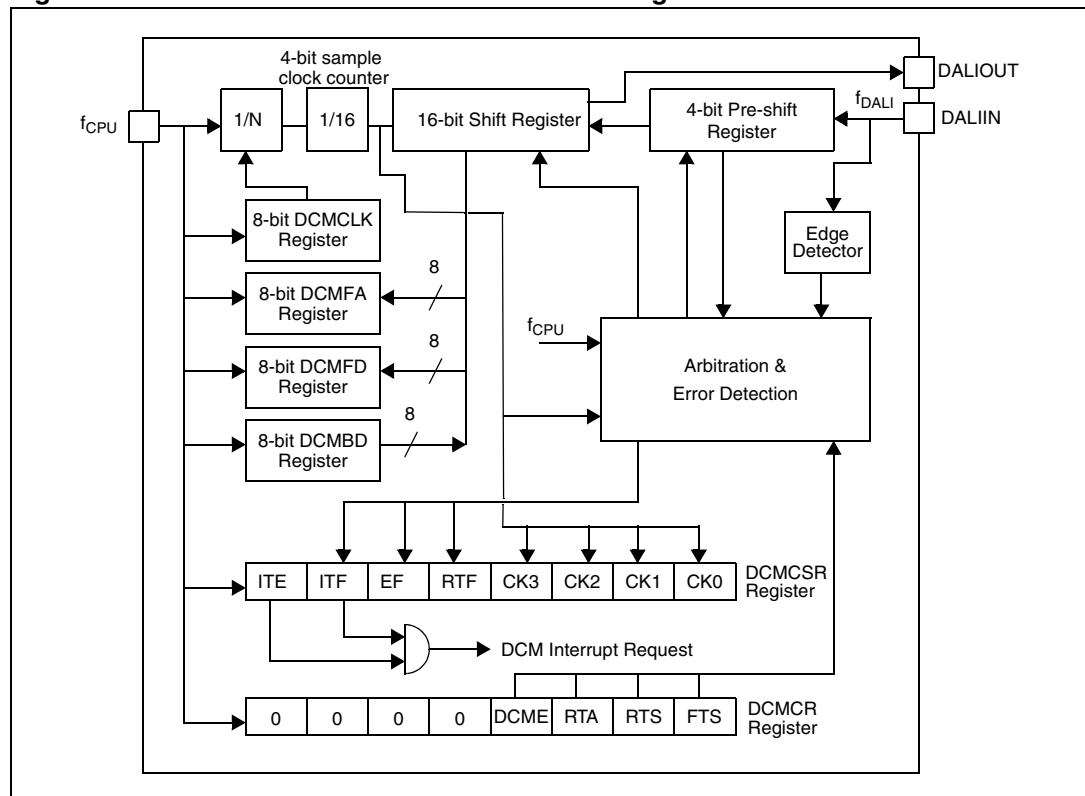 4-bit sample
clock counter
DALIOUT
fDALI
DALIIN
fCPU
1/N
1/16
16-bit Shift Register
4-bit Pre-shift
Register
8-bit DCMCLK
Register
Edge
Detector
8
8-bit DCMFA
Register
fCPU
8
8-bit DCMFD
Register
Arbitration &
Error Detection
8
8-bit DCMBD
Register
ITE ITF EF RTF CK3 CK2 CK1 CK0
DCMCSR
Register
DCM Interrupt Request
0 0 0 0 DCME RTA RTS FTS
DCMCR
Register